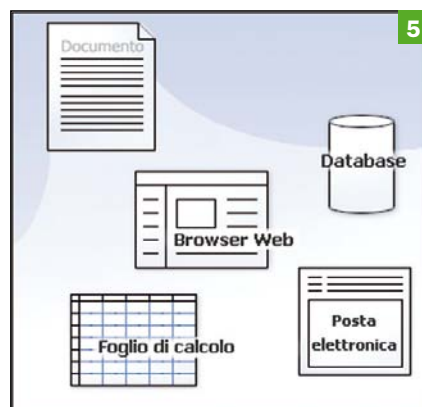 5
Documento
Database
Browser Web
Foglio di calcolo
Posta
elettronica